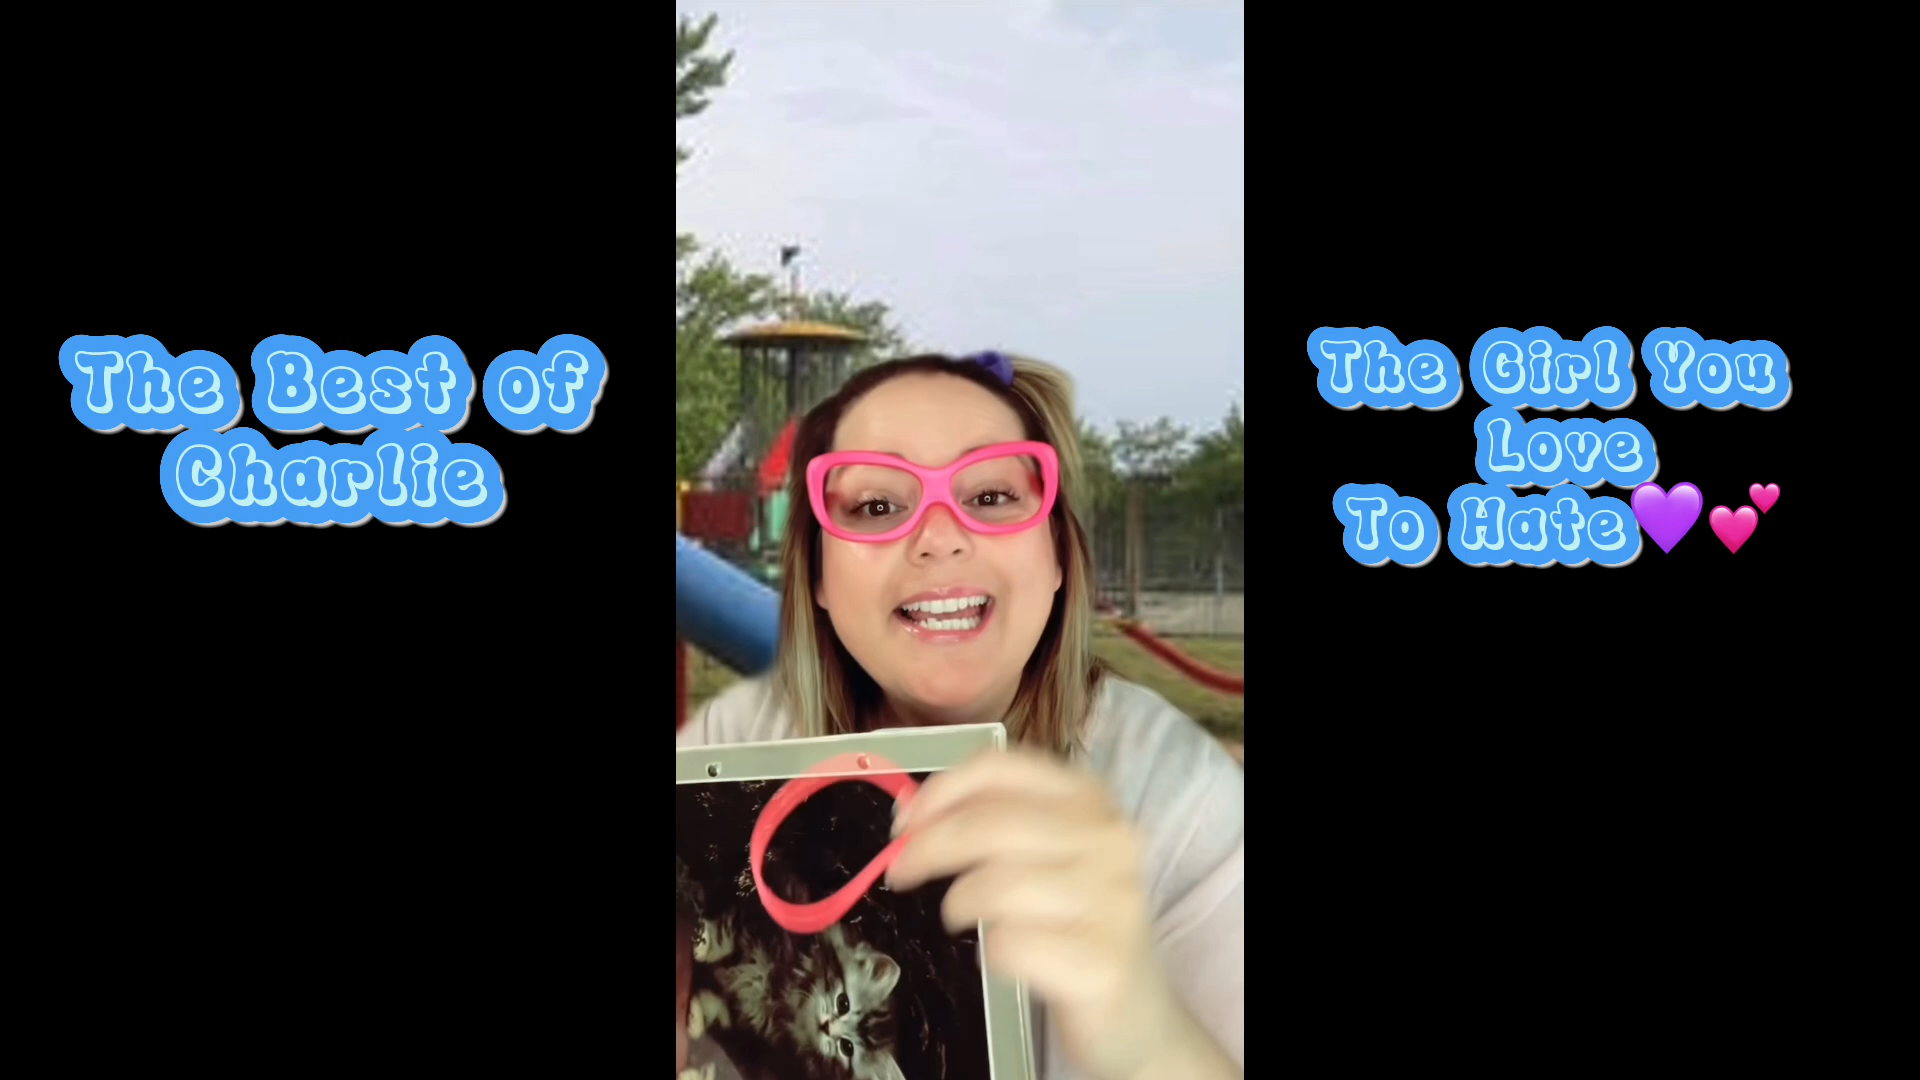 The Best of
Charlie
The Girl You
Love
To Hate💜💕